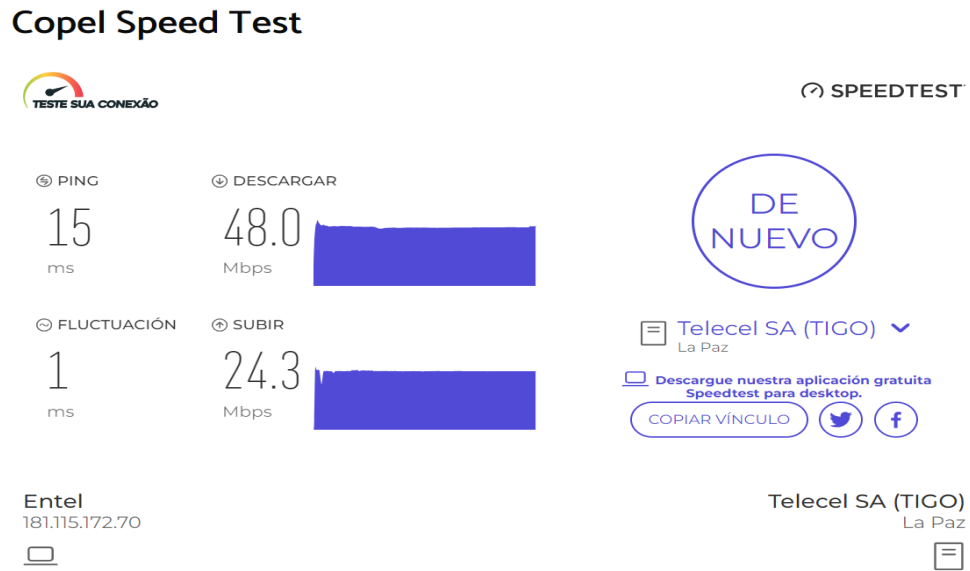 Copel Speed Test
TESTE SUA CONEXÃO
SPEEDTEST
PING
15
ms
DESCARGAR
48.0
Mbps
FLUCTUACIÓN
1
ms
SUBIR
24.3
Mbps
DE
NUEVO
Telecel SA (TIGO)
La Paz
Descargue nuestra aplicación gratuita
Speedtest para desktop.
COPIAR VÍNCULO
Entel
181.115.172.70
Telecel SA (TIGO)
La Paz